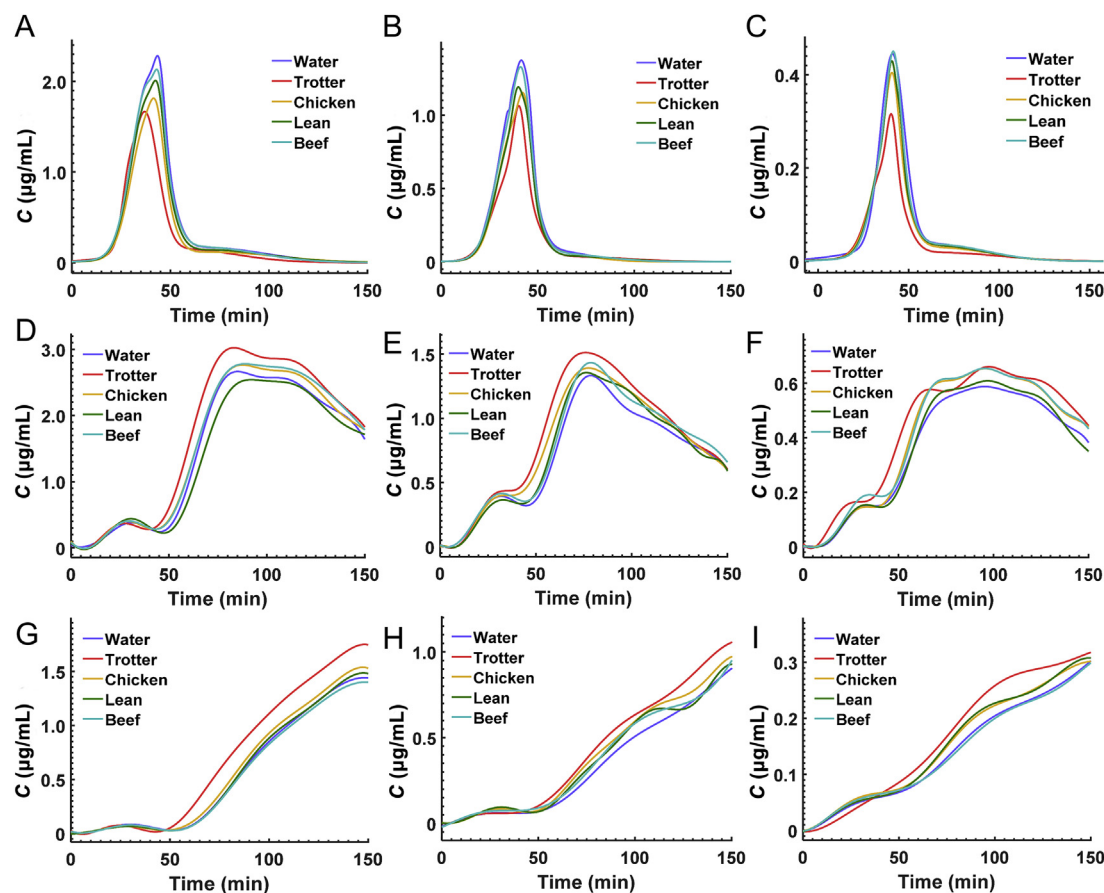 A
C (µg/mL)
2.0
1.0
0
Water
Trotter
Chicken
Lean
Beef
0 50 100 150
Time (min)
B
C (µg/mL)
1.0
0.5
0
Water
Trotter
Chicken
Lean
Beef
0 50 100 150
Time (min)
C
C (µg/mL)
0.4
0.2
0
Water
Trotter
Chicken
Lean
Beef
0 50 100 150
Time (min)
D
C (µg/mL)
3.0
2.0
1.0
0
Water
Trotter
Chicken
Lean
Beef
0 50 100 150
Time (min)
E
C (µg/mL)
1.5
1.0
0.5
0
Water
Trotter
Chicken
Lean
Beef
0 50 100 150
Time (min)
F
C (µg/mL)
0.6
0.4
0.2
0
Water
Trotter
Chicken
Lean
Beef
0 50 100 150
Time (min)
G
C (µg/mL)
1.5
1.0
0.5
0
Water
Trotter
Chicken
Lean
Beef
0 50 100 150
Time (min)
H
C (µg/mL)
1.0
0.5
0
Water
Trotter
Chicken
Lean
Beef
0 50 100 150
Time (min)
I
C (µg/mL)
0.3
0.2
0.1
0
Water
Trotter
Chicken
Lean
Beef
0 50 100 150
Time (min)